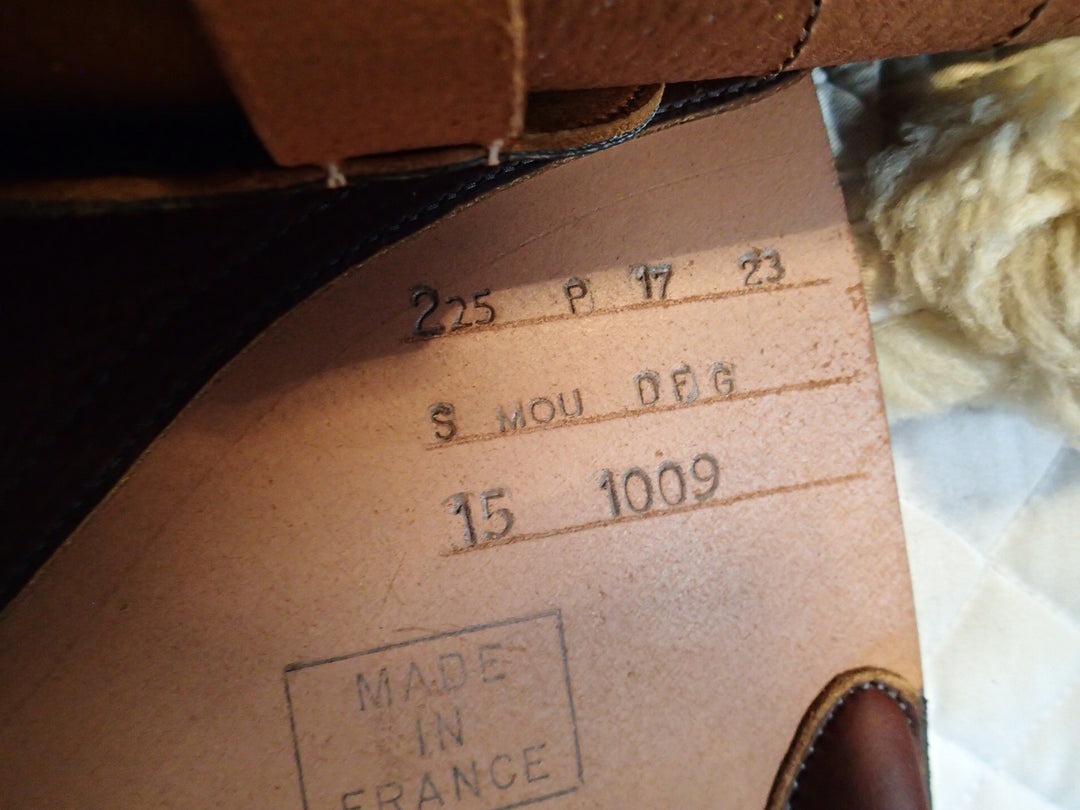 225 P 17 23
S MOU DFG
15 1009
MADE
IN
FRANCE